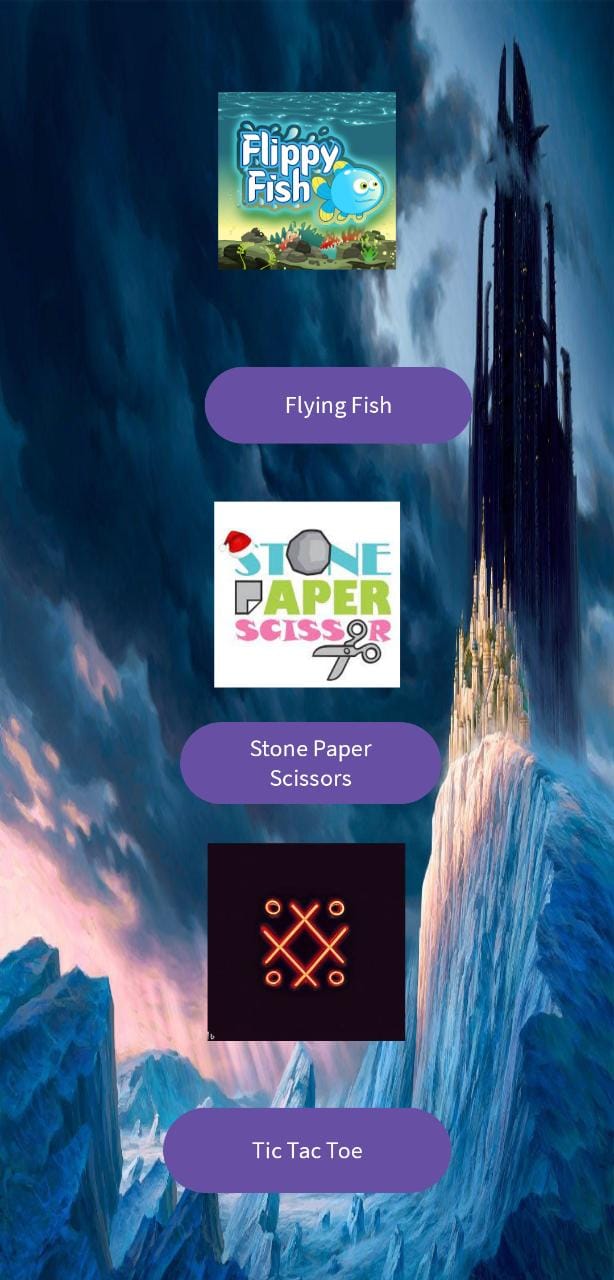 Flippy
Fish
Flying Fish
STONE
PAPER
SCISSOR
Stone Paper
Scissors
b
Tic Tac Toe